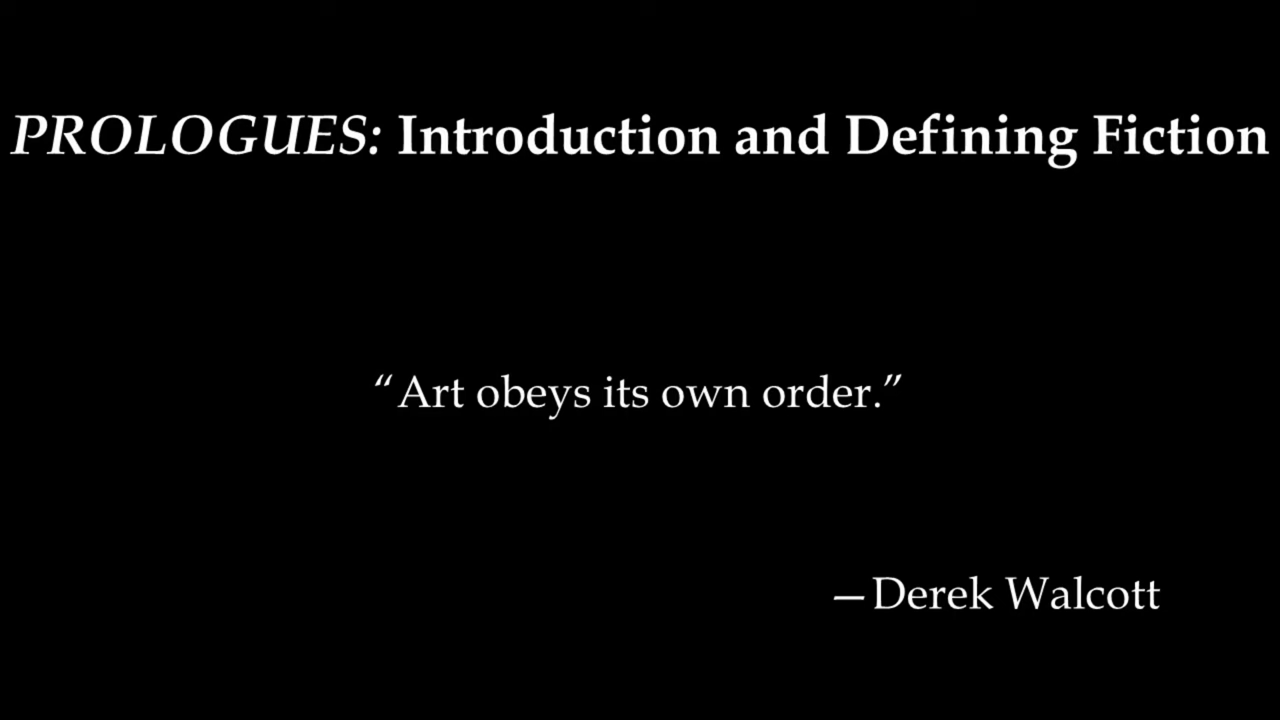 PROLOGUES: Introduction and Defining Fiction
“Art obeys its own order.”
—Derek Walcott